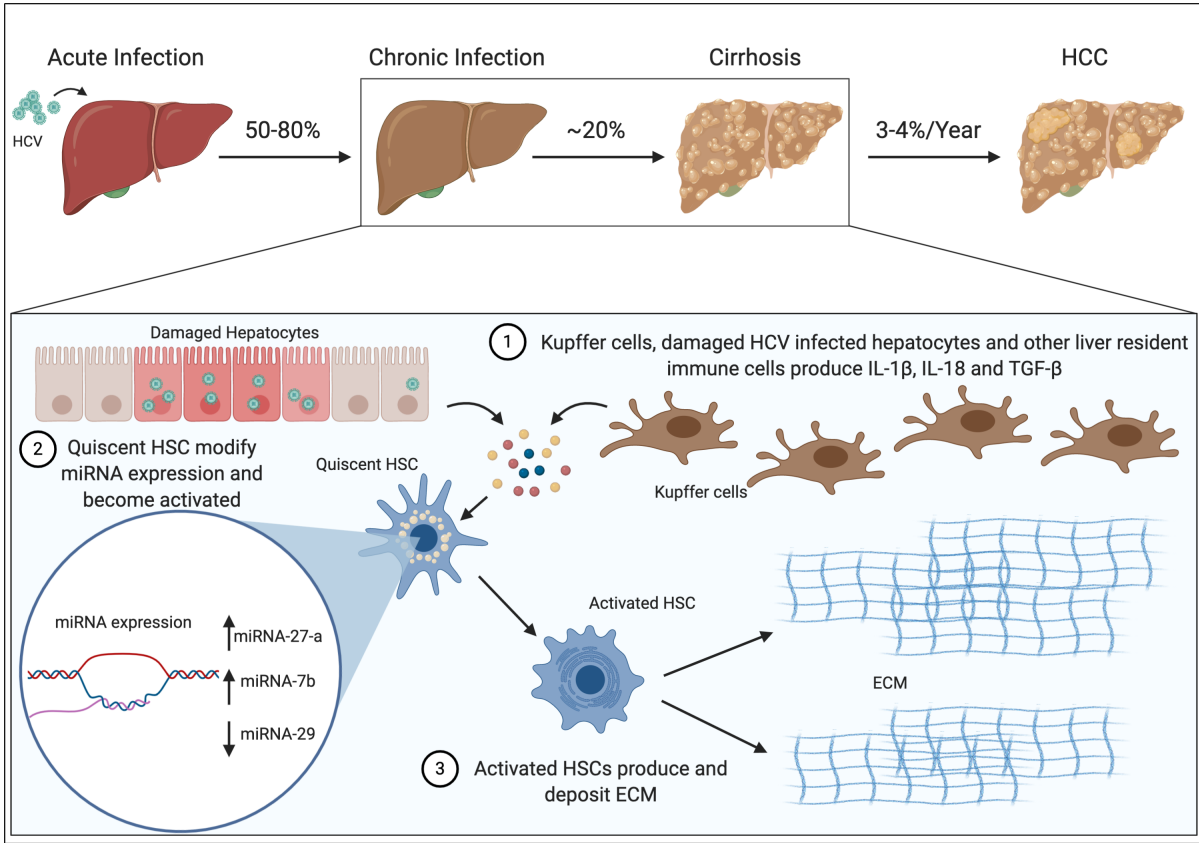 Acute Infection
Chronic Infection
Cirrhosis
HCC
HCV
50-80%
~20%
3-4%/Year
Damaged Hepatocytes
1
Kupffer cells, damaged HCV infected hepatocytes and other liver resident
immune cells produce IL-1β, IL-18 and TGF-β
2
Quiscent HSC modify
miRNA expression and
become activated
Quiscent HSC
Kupffer cells
miRNA expression
miRNA-27-a
miRNA-7b
miRNA-29
Activated HSC
ECM
3
Activated HSCs produce and
deposit ECM